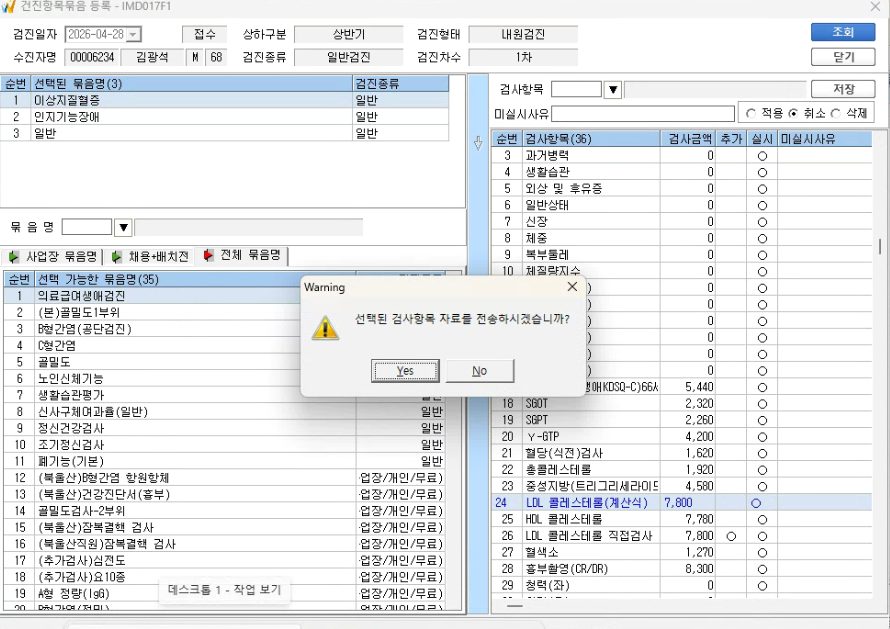 건진항목묶음 등록 - IMD017F1
검진일자 2026-04-28 접수 상하구분 상반기 검진형태 내원검진 조회
수진자명 00006234 김광석 M 68 검진종류 일반검진 검진차수 1차 닫기
순번 선택된 묶음명(3) 검진종류
1 이상지질혈증 일반
2 인지기능장애 일반
3 일반 일반
묶 음 명
사업장 묶음명 채용+배치전 전체 묶음명
순번 선택 가능한 묶음명(35)
1 의료급여생애검진
2 (본)골밀도1부위
3 B형간염(공단검진)
4 C형간염
5 골밀도
6 노인신체기능
7 생활습관평가 일반
8 신사구체여과율(일반) 일반
9 정신건강검사 일반
10 조기정신검사 일반
11 폐기능(기본) 일반
12 (북울산)B형간염 항원항체 업장/개인/무료)
13 (북울산)건강진단서(흉부) 업장/개인/무료)
14 골밀도검사-2부위 업장/개인/무료)
15 (북울산)잠복결핵 검사 업장/개인/무료)
16 (북울산직원)잠복결핵 검사 업장/개인/무료)
17 (추가검사)심전도 업장/개인/무료)
18 (추가검사)요10종 업장/개인/무료)
19 A형 정량(IgG) 업장/개인/무료)
20 B형간염(정밀) 업장/개인/무료)
데스크톱 1 - 작업 보기
검사항목 저장
미실시사유 적용 취소 삭제
순번 검사항목(36) 검사금액 추가 실시 미실시사유
3 과거병력 0
4 생활습관 0
5 외상 및 후유증 0
6 일반상태 0
7 신장 0
8 체중 0
9 복부둘레 0
10 체질량지수 0
) 0
) 0
) 0
) 0
) 0
) 0
생애KDSQ-C)66세 5,440
18 SGOT 2,320
19 SGPT 2,260
20 Y-GTP 4,200
21 혈당(식전)검사 1,620
22 총콜레스테롤 1,920
23 중성지방(트리그리세라이드 4,580
24 LDL 콜레스테롤(계산식) 7,800
25 HDL 콜레스테롤 7,780
26 LDL 콜레스테롤 직접검사 7,800
27 혈색소 1,270
28 흉부촬영(CR/DR) 8,300
29 청력(좌) 0
Warning
선택된 검사항목 자료를 전송하시겠습니까?
Yes No